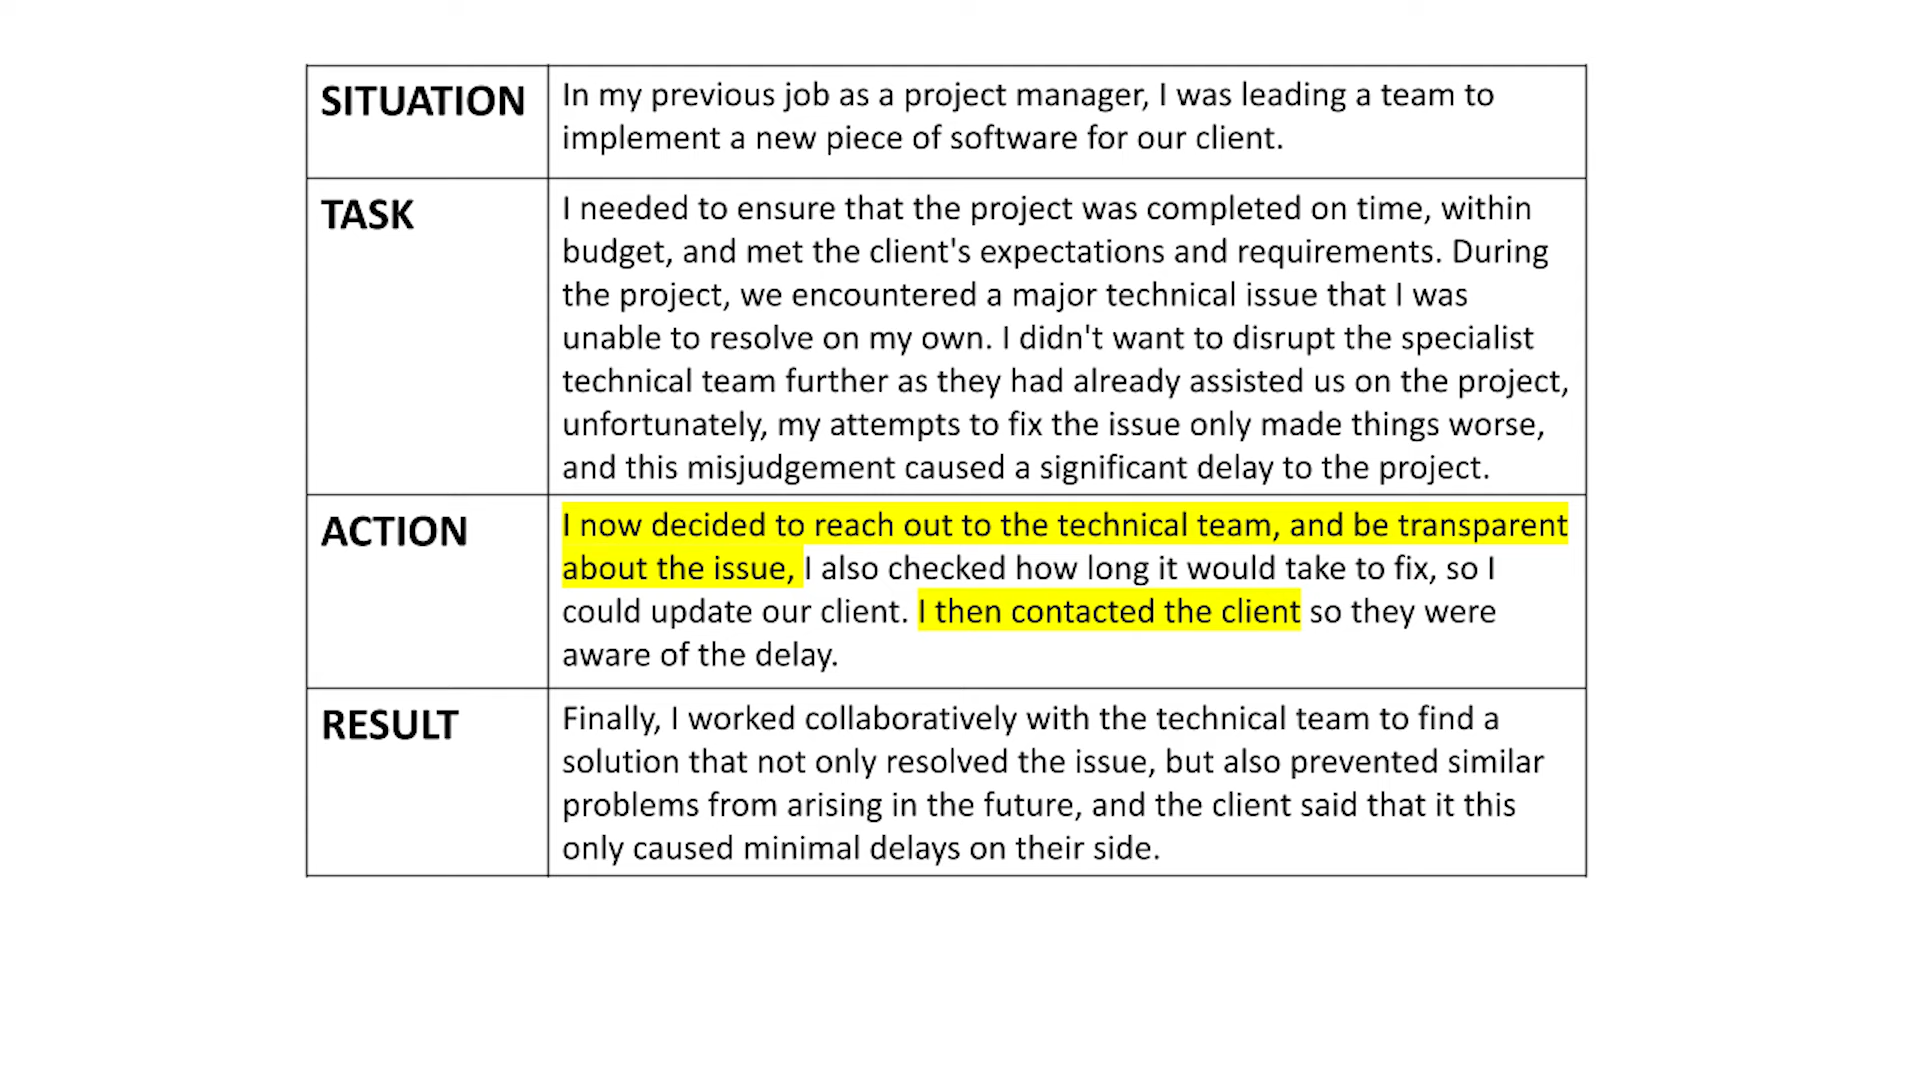 SITUATION
In my previous job as a project manager, I was leading a team to
implement a new piece of software for our client.
TASK
I needed to ensure that the project was completed on time, within
budget, and met the client's expectations and requirements. During
the project, we encountered a major technical issue that I was
unable to resolve on my own. I didn't want to disrupt the specialist
technical team further as they had already assisted us on the project,
unfortunately, my attempts to fix the issue only made things worse,
and this misjudgement caused a significant delay to the project.
ACTION
I now decided to reach out to the technical team, and be transparent
about the issue, I also checked how long it would take to fix, so I
could update our client. I then contacted the client so they were
aware of the delay.
RESULT
Finally, I worked collaboratively with the technical team to find a
solution that not only resolved the issue, but also prevented similar
problems from arising in the future, and the client said that it this
only caused minimal delays on their side.